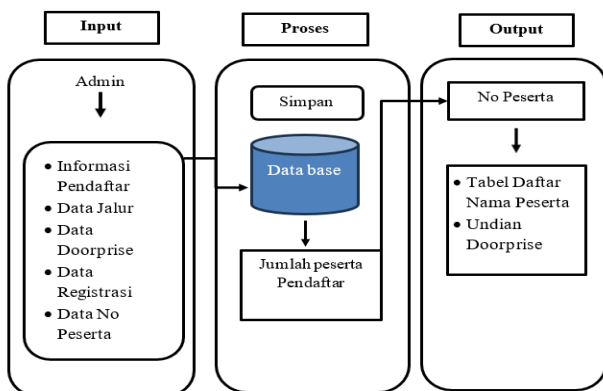 Input
Proses
Output
Admin
• Informasi
Pendaftar
• Data Jalur
• Data
Doorprise
• Data
Registrasi
• Data No
Peserta
Simpan
Data base
Jumlah peserta
Pendaftar
No Peserta
• Tabel Daftar
Nama Peserta
• Undian
Doorprise